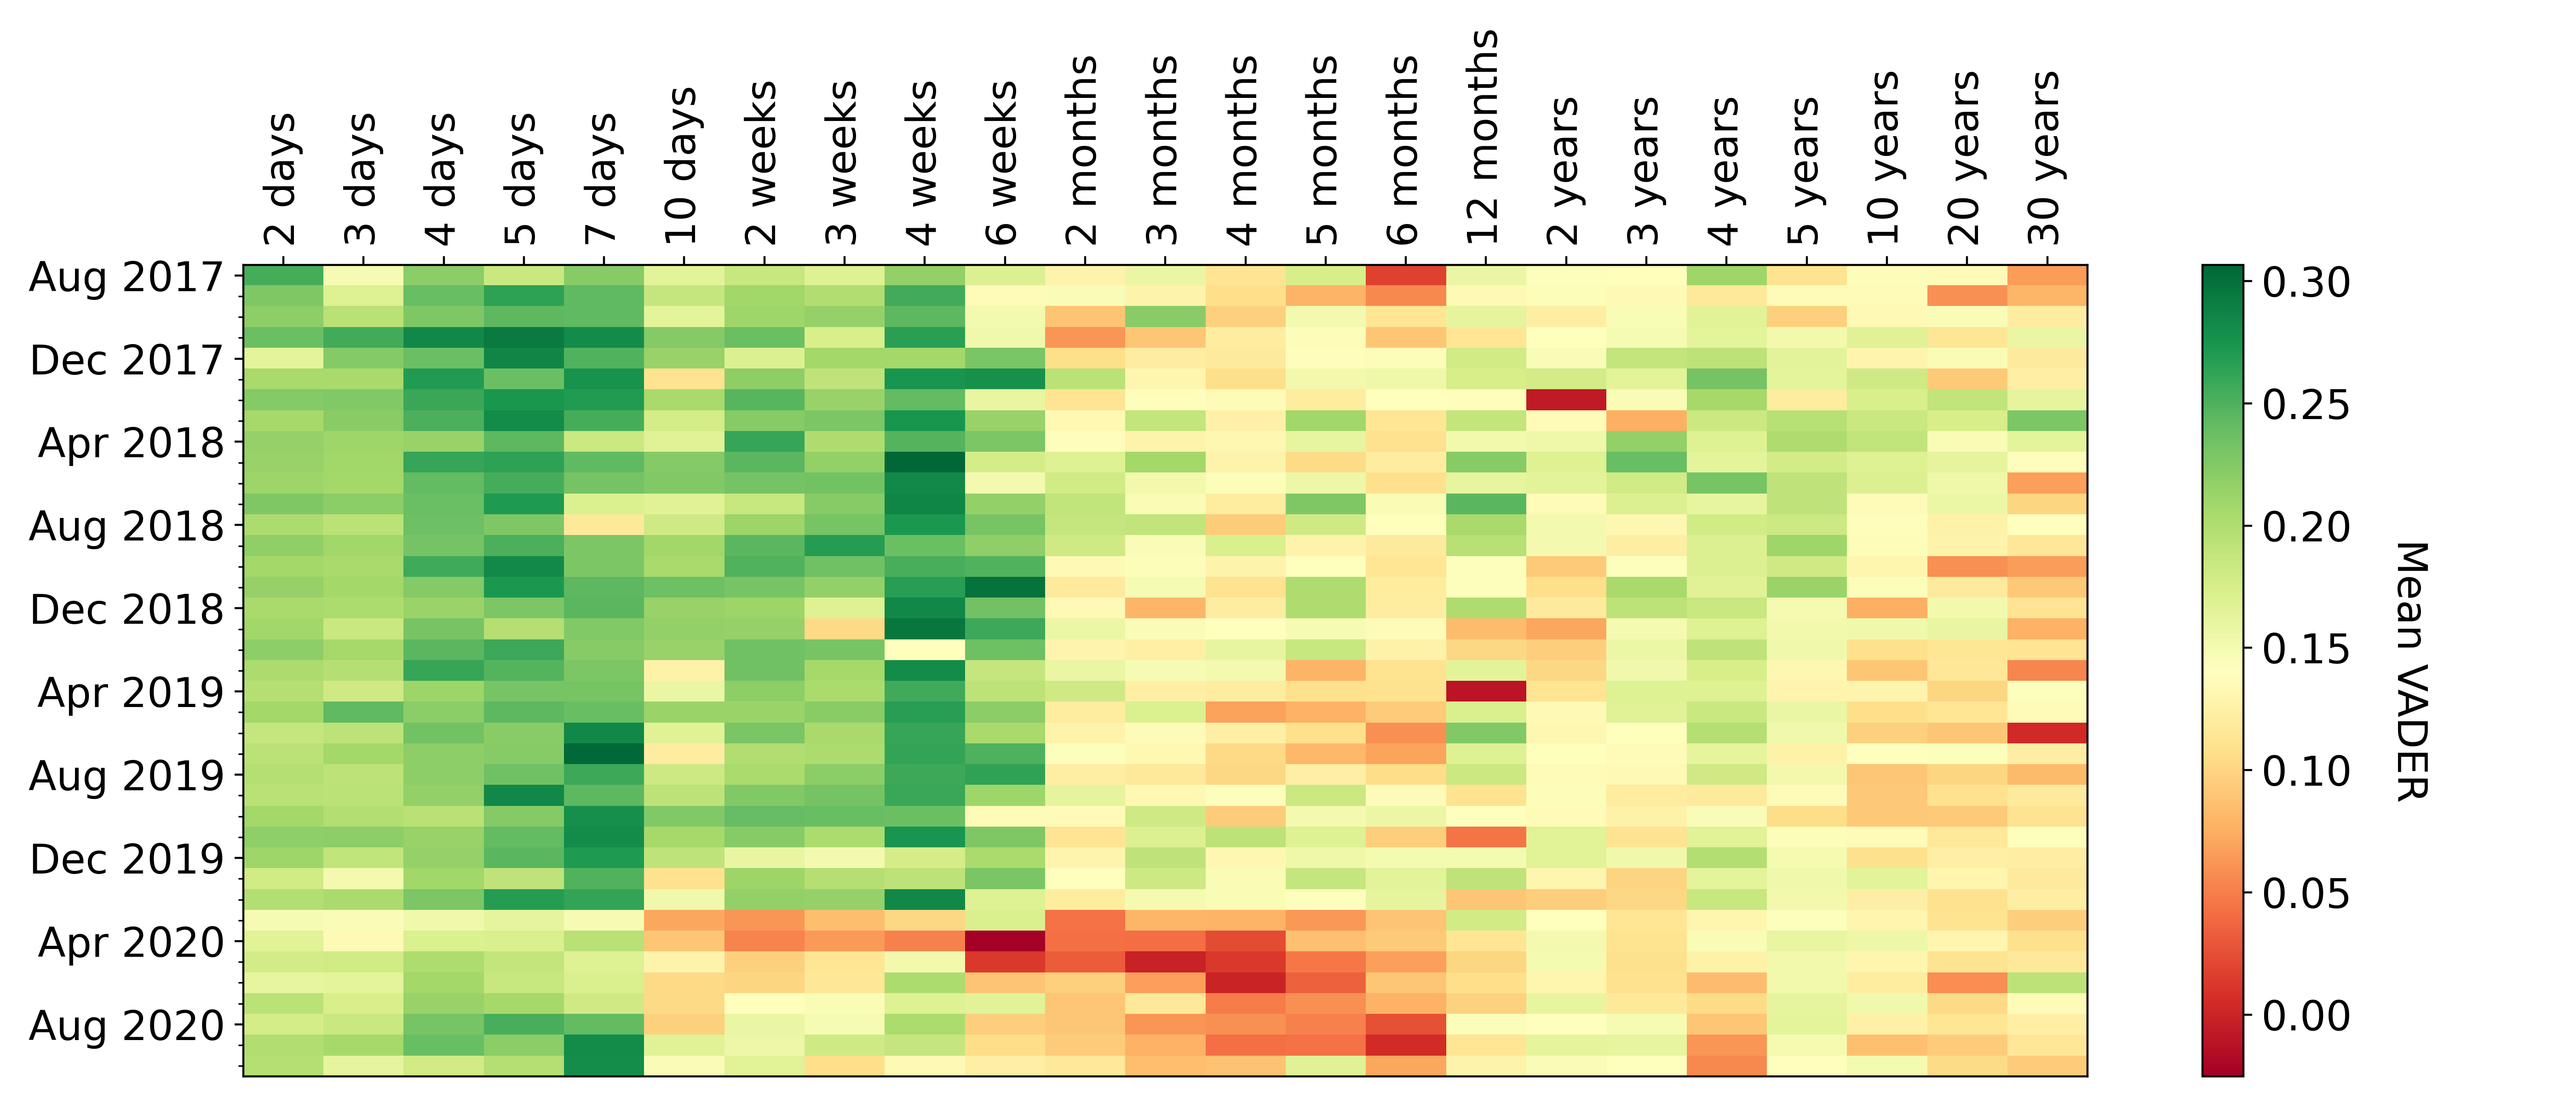 2 days
3 days
4 days
5 days
7 days
10 days
2 weeks
3 weeks
4 weeks
6 weeks
2 months
3 months
4 months
5 months
6 months
12 months
2 years
3 years
4 years
5 years
10 years
20 years
30 years
Aug 2017
Dec 2017
Apr 2018
Aug 2018
Dec 2018
Apr 2019
Aug 2019
Dec 2019
Apr 2020
Aug 2020
0.30
0.25
0.20
0.15
0.10
0.05
0.00
Mean VADER